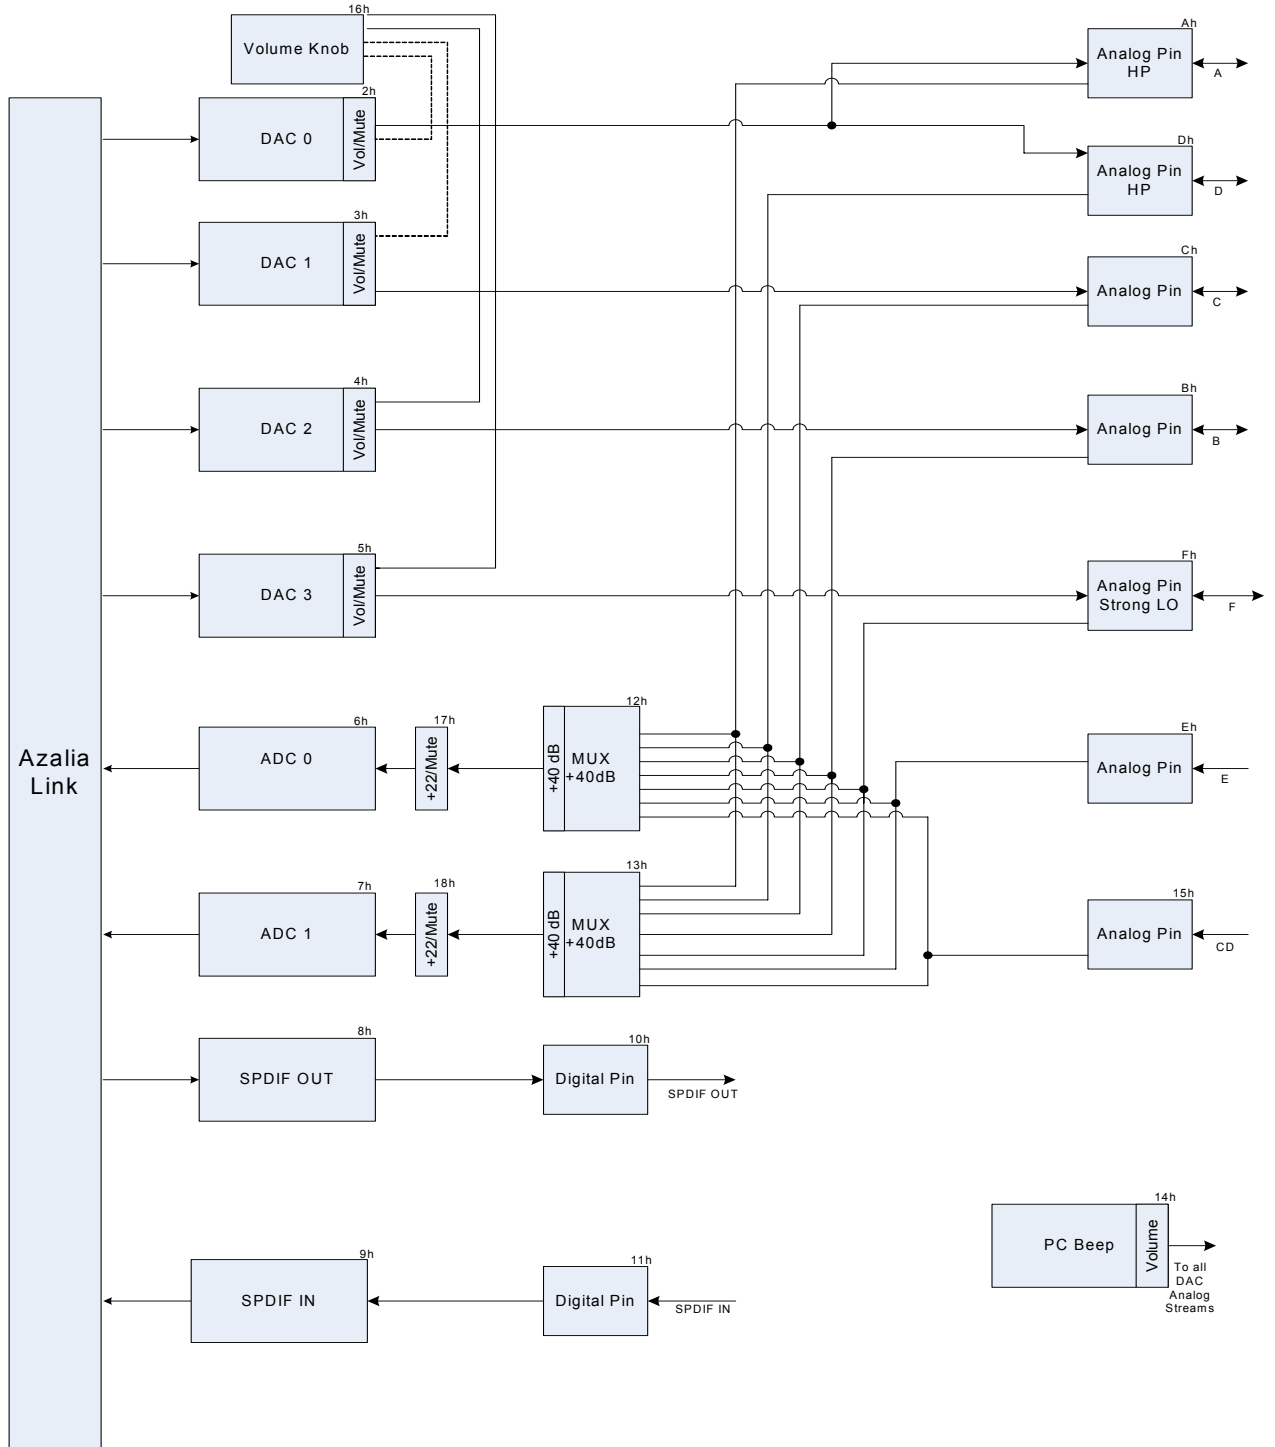 16h
Volume Knob
Ah
Analog Pin
HP
A
2h
DAC 0
Vol/Mute
Dh
Analog Pin
HP
D
3h
DAC 1
Vol/Mute
Ch
Analog Pin
C
4h
DAC 2
Vol/Mute
Bh
Analog Pin
B
5h
DAC 3
Vol/Mute
Fh
Analog Pin
Strong LO
F
Azalia
Link
6h
ADC 0
17h
+22/Mute
12h
+40 dB
MUX
+40dB
Eh
Analog Pin
E
7h
ADC 1
18h
+22/Mute
13h
+40 dB
MUX
+40dB
15h
Analog Pin
CD
8h
SPDIF OUT
10h
Digital Pin
SPDIF OUT
14h
PC Beep
Volume
To all
DAC
Analog
Streams
9h
SPDIF IN
11h
Digital Pin
SPDIF IN